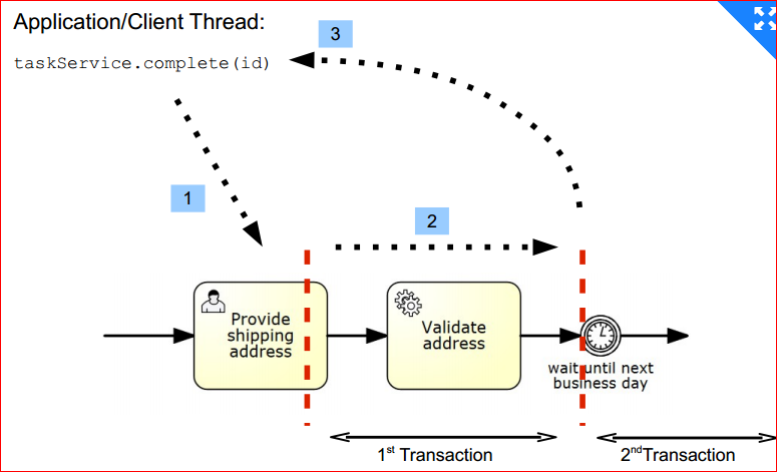 Application/Client Thread:
3
taskService.complete(id)
1
2
Provide
shipping
address
Validate
address
wait until next
business day
1st Transaction
2ndTransaction